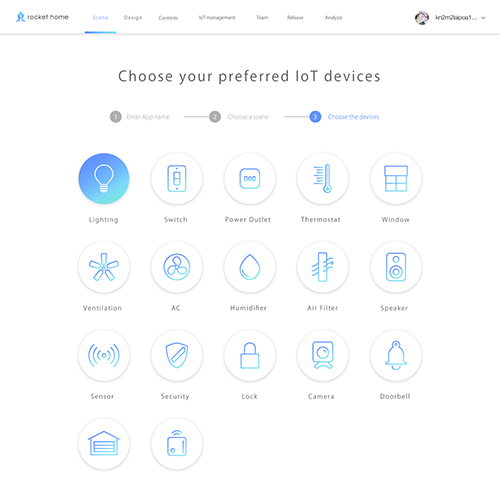 rocket home
Scene Design Contents IoT management Team Release Analysis
Choose your preferred IoT devices
1 Enter App name 2 Choose a scene 3 Choose the devices
Lighting Switch Power Outlet Thermostat Window
Ventilation AC Humidifier Air Filter Speaker
Sensor Security Lock Camera Doorbell